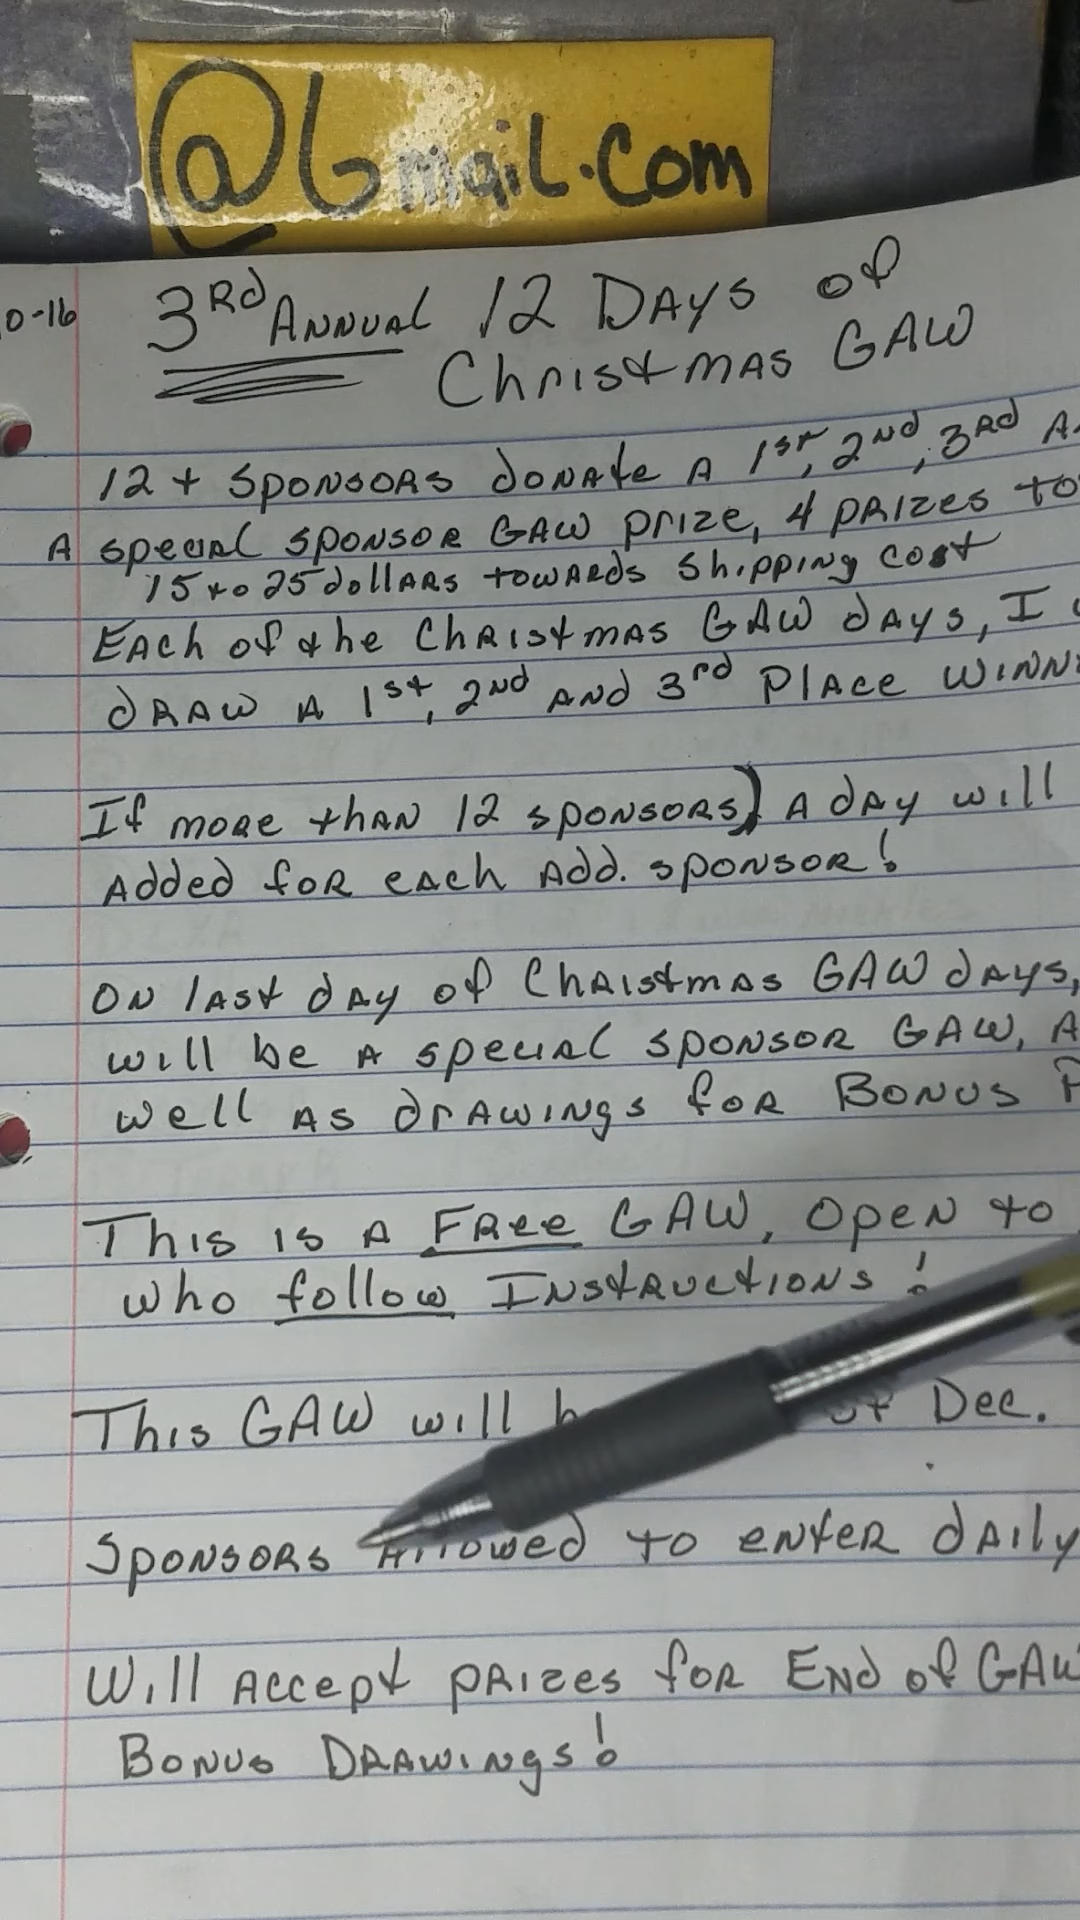 @Gmail.com
0-16
3Rd Annual 12 Days of
Christmas GAW
12 + Sponsors donate A 1st, 2nd, 3rd
A special sponsor GAW prize, 4 prizes
15 to 25 dollars towards shipping cost
Each of the Christmas GAW days, I
draw A 1st, 2nd And 3rd Place
If more than 12 sponsors) A day will
Added for each Add. sponsor!
On last day of Christmas GAW days,
will be A special sponsor GAW,
well As drawings for Bonus
This is A Free GAW, Open to
who follow Instructions!
This GAW will Dec.
Sponsors Allowed to enter daily
Will Accept prizes for End of GAW
Bonus Drawings!